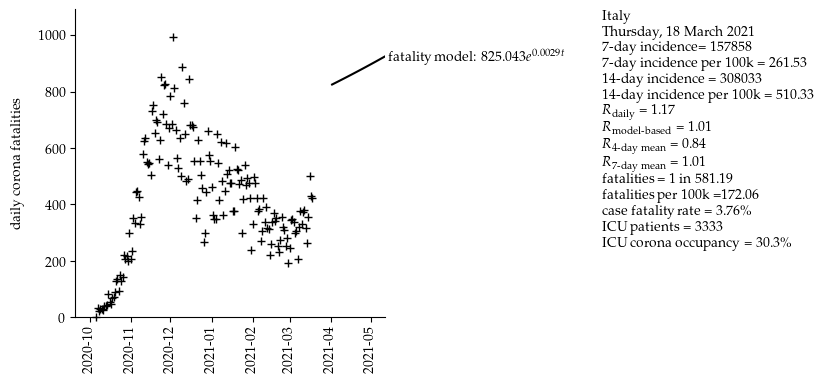 Italy
Thursday, 18 March 2021
7-day incidence= 157858
7-day incidence per 100k = 261.53
14-day incidence = 308033
14-day incidence per 100k = 510.33
R_daily = 1.17
R_model-based = 1.01
R_4-day mean = 0.84
R_7-day mean = 1.01
fatalities = 1 in 581.19
fatalities per 100k =172.06
case fatality rate = 3.76%
ICU patients = 3333
ICU corona occupancy = 30.3%
fatality model: 825.043e^0.0029t
daily corona fatalities
1000
800
600
400
200
0
2020-10
2020-11
2020-12
2021-01
2021-02
2021-03
2021-04
2021-05